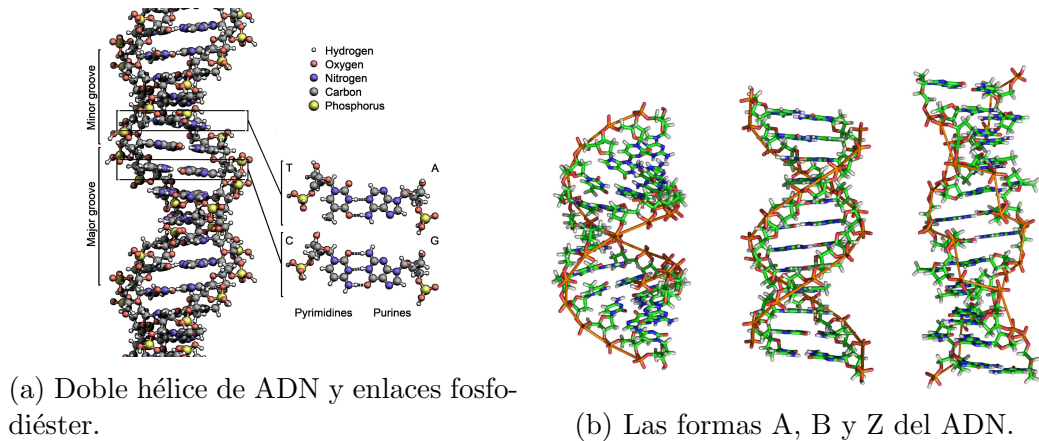 Minor groove
Major groove
Hydrogen
Oxygen
Nitrogen
Carbon
Phosphorus
T
A
C
G
Pyrimidines
Purines
(a) Doble hélice de ADN y enlaces fosfo-
diéster.
(b) Las formas A, B y Z del ADN.